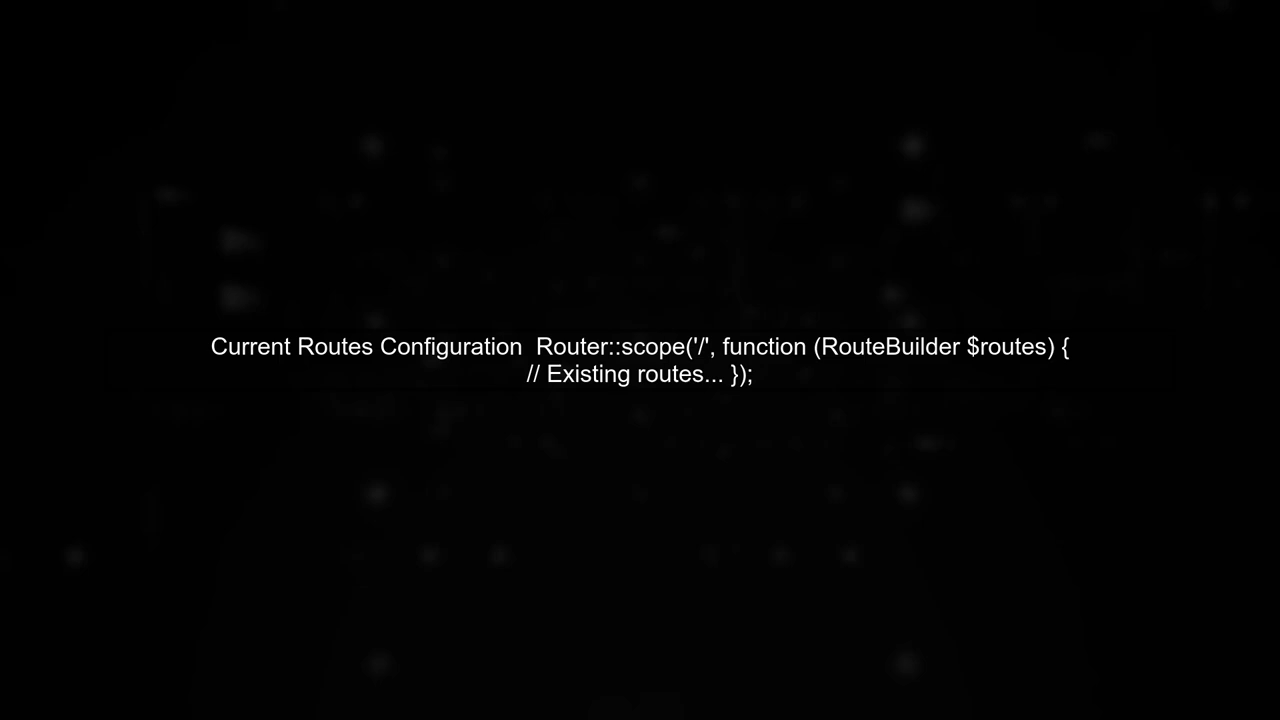 Current Routes Configuration  Router::scope('/', function (RouteBuilder $routes) {
// Existing routes... });